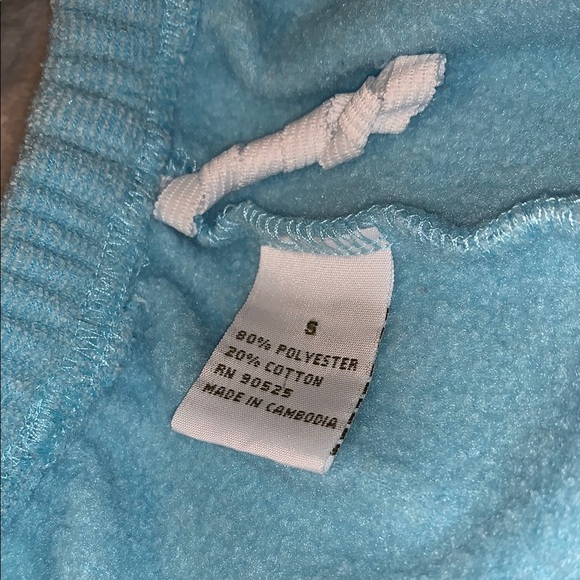 S
80% POLYESTER
20% COTTON
RN 90525
MADE IN CAMBODIA